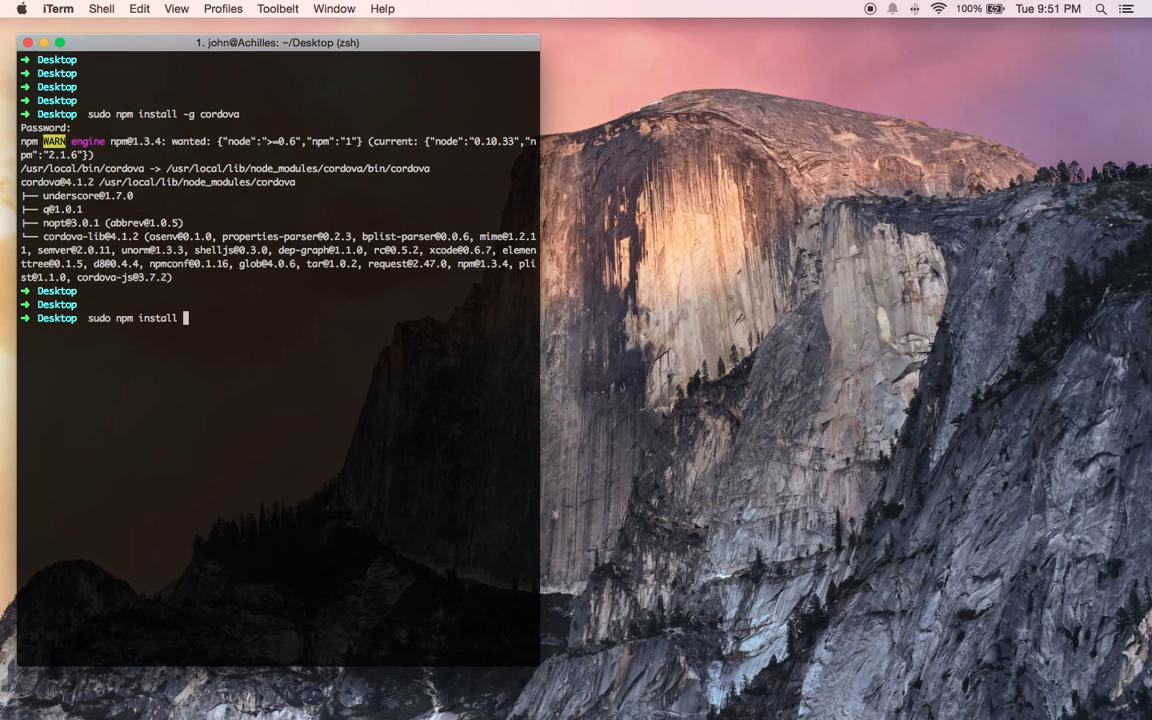 iTerm Shell Edit View Profiles Toolbelt Window Help 100% Tue 9:51 PM
1. john@Achilles: ~/Desktop (zsh)
➜ Desktop
➜ Desktop
➜ Desktop
➜ Desktop
➜ Desktop sudo npm install -g cordova
Password:
npm WARN engine npm@1.3.4: wanted: {"node":">=0.6","npm":"1"} (current: {"node":"0.10.33","n
pm":"2.1.6"})
/usr/local/bin/cordova -> /usr/local/lib/node_modules/cordova/bin/cordova
cordova@4.1.2 /usr/local/lib/node_modules/cordova
├── underscore@1.7.0
├── q@1.0.1
├── nopt@3.0.1 (abbrev@1.0.5)
└── cordova-lib@4.1.2 (osenv@0.1.0, properties-parser@0.2.3, bplist-parser@0.0.6, mime@1.2.1
1, semver@2.0.11, unorm@1.3.3, shelljs@0.3.0, dep-graph@1.1.0, rc@0.5.2, xcode@0.6.7, elemen
ttree@0.1.5, d8@0.4.4, npmconf@0.1.16, glob@4.0.6, tar@1.0.2, request@2.47.0, npm@1.3.4, pli
st@1.1.0, cordova-js@3.7.2)
➜ Desktop
➜ Desktop
➜ Desktop sudo npm install